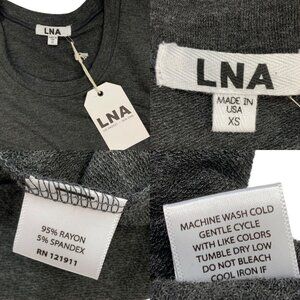 LNA
LNA
LNA
MADE IN
USA
XS
95% RAYON
5% SPANDEX
RN 121911
MACHINE WASH COLD
GENTLE CYCLE
WITH LIKE COLORS
TUMBLE DRY LOW
DO NOT BLEACH
COOL IRON IF